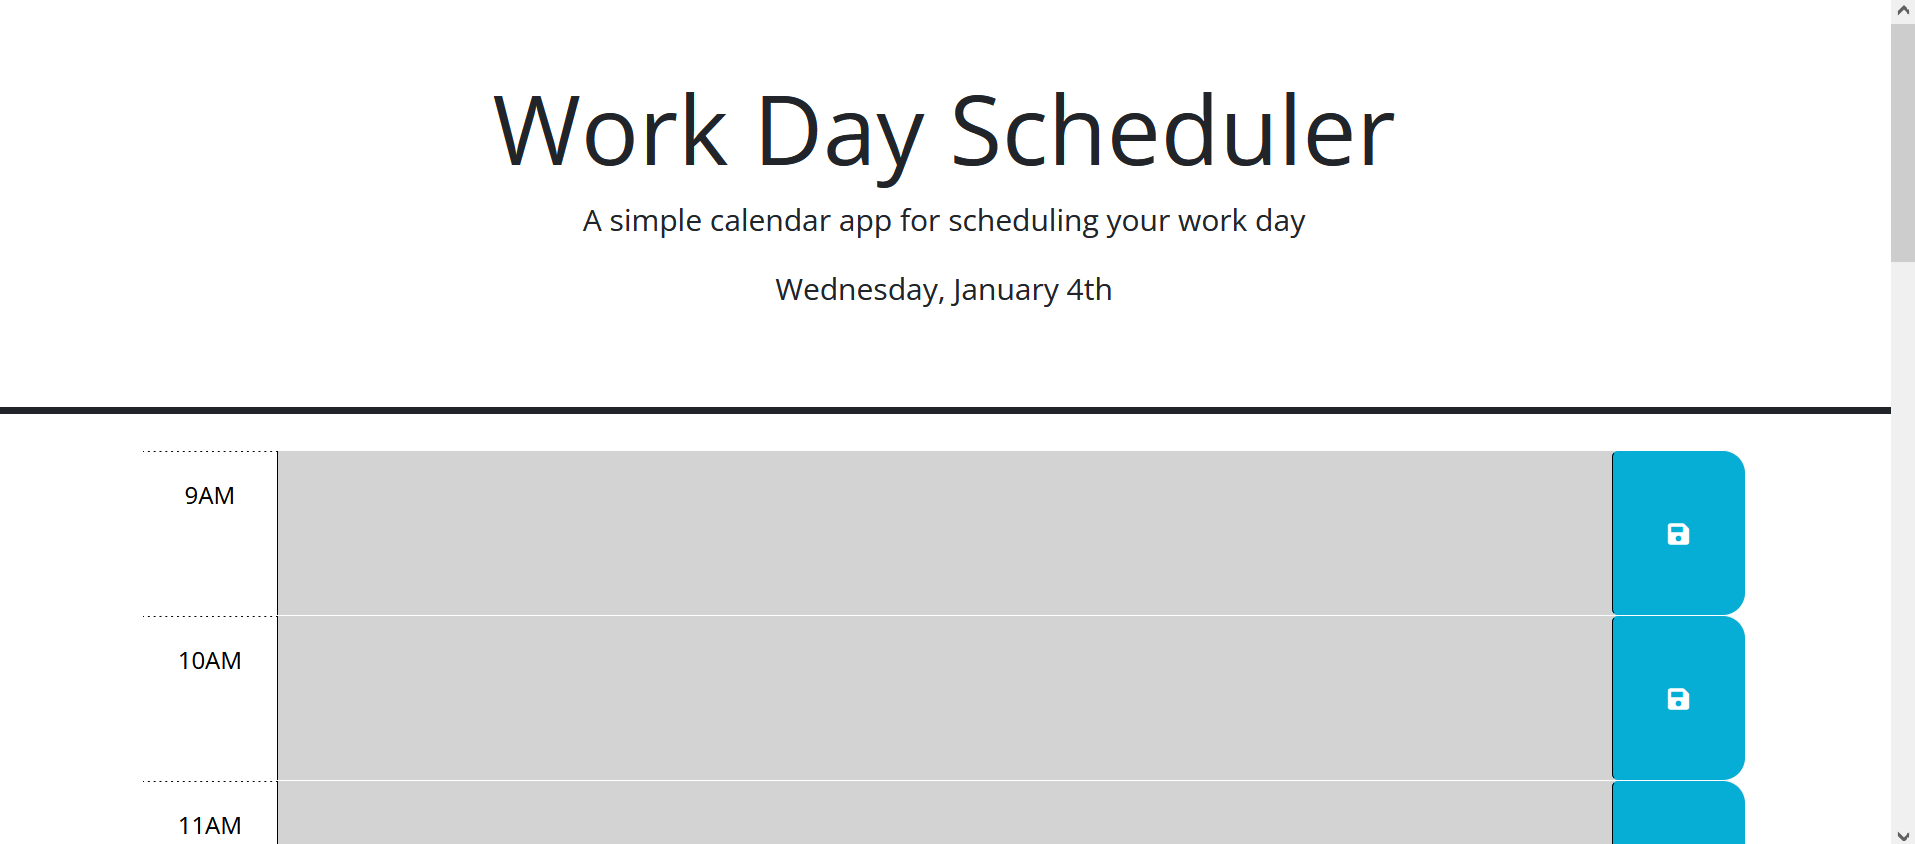 Work Day Scheduler
A simple calendar app for scheduling your work day
Wednesday, January 4th
9AM
10AM
11AM